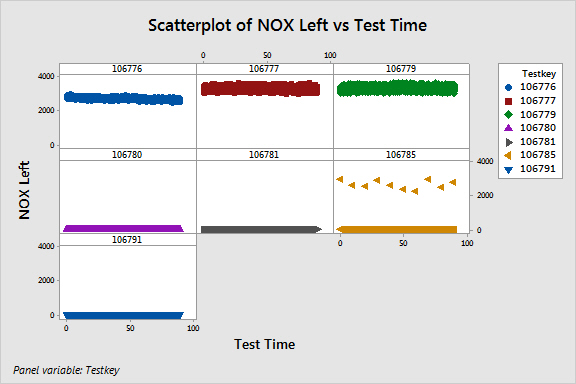 Scatterplot of NOX Left vs Test Time
0 50 100
106776 106777 106779
4000
2000
0
106780 106781 106785
4000
2000
0
NOX Left
106791
4000
2000
0
0 50 100
0 50 100
Test Time
Testkey
106776
106777
106779
106780
106781
106785
106791
Panel variable: Testkey